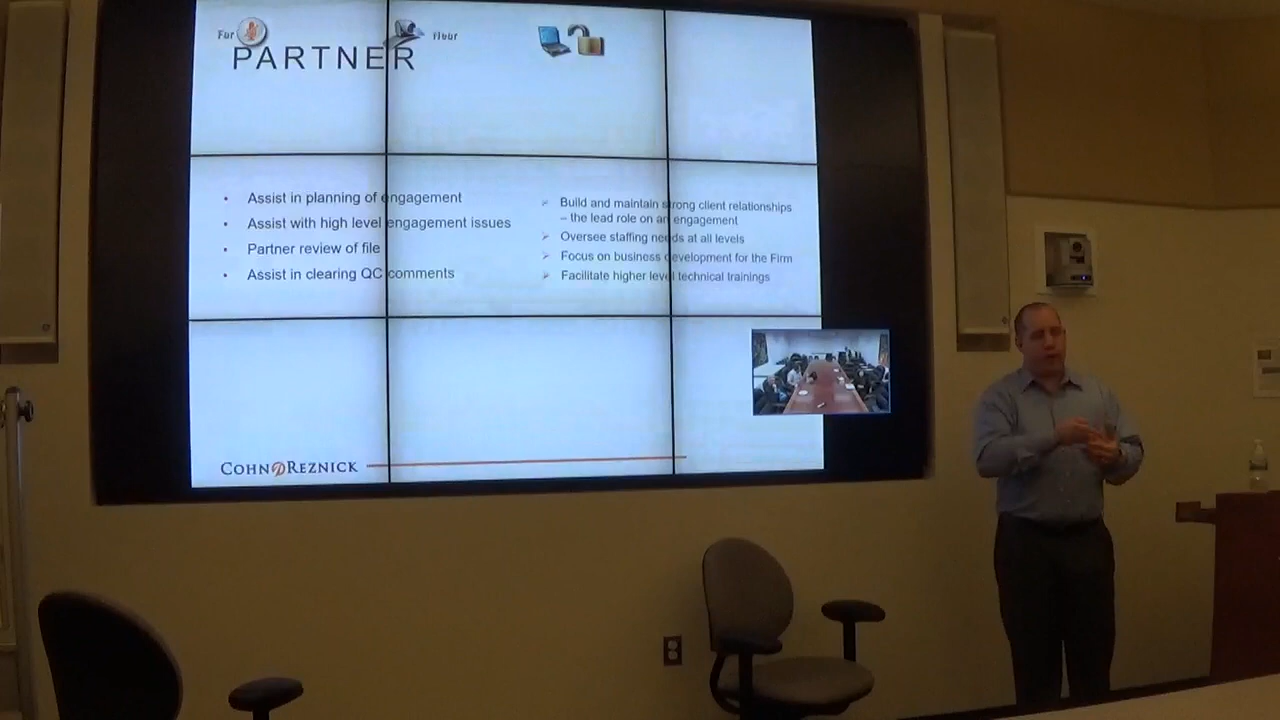 Far
floor
PARTNER
• Assist in planning of engagement
• Assist with high level engagement issues
• Partner review of file
• Assist in clearing QC comments
➢ Build and maintain strong client relationships
– the lead role on an engagement
➢ Oversee staffing needs at all levels
➢ Focus on business development for the Firm
➢ Facilitate higher level technical trainings
COHNREZNICK